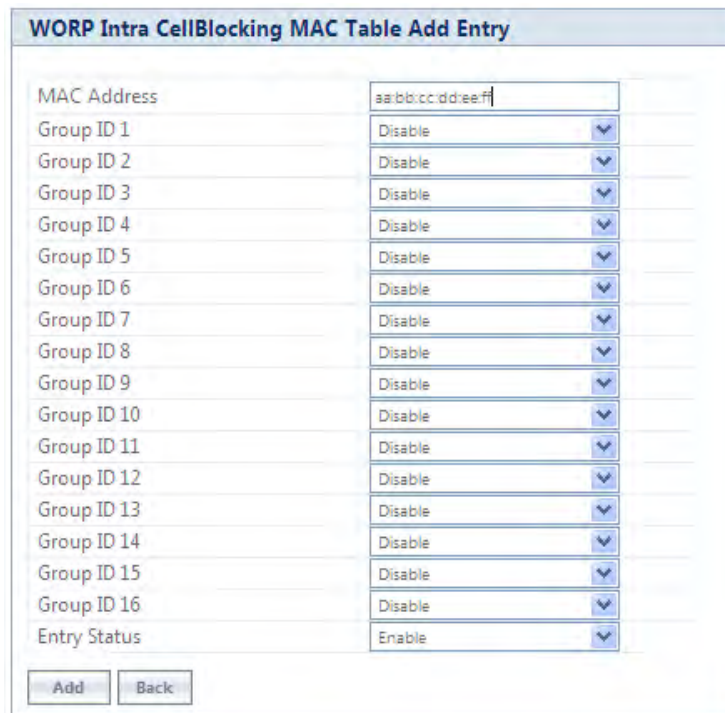 WORP Intra CellBlocking MAC Table Add Entry
MAC Address aa:bb:cc:dd:ee:ff
Group ID 1 Disable
Group ID 2 Disable
Group ID 3 Disable
Group ID 4 Disable
Group ID 5 Disable
Group ID 6 Disable
Group ID 7 Disable
Group ID 8 Disable
Group ID 9 Disable
Group ID 10 Disable
Group ID 11 Disable
Group ID 12 Disable
Group ID 13 Disable
Group ID 14 Disable
Group ID 15 Disable
Group ID 16 Disable
Entry Status Enable
Add Back